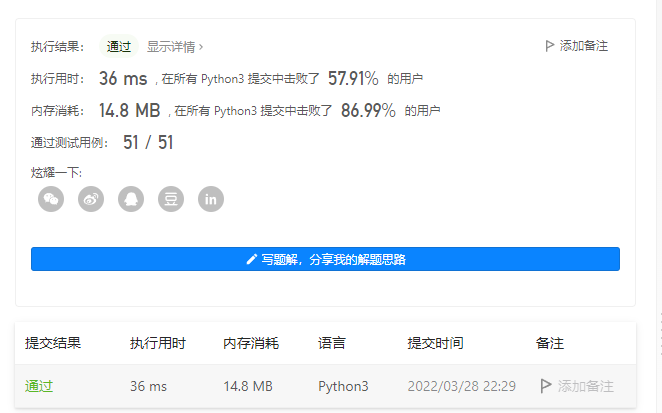 执行结果： 通过 显示详情 › 添加备注
执行用时： 36 ms , 在所有 Python3 提交中击败了 57.91% 的用户
内存消耗： 14.8 MB , 在所有 Python3 提交中击败了 86.99% 的用户
通过测试用例： 51 / 51
炫耀一下:
豆 in
写题解，分享我的解题思路
提交结果 执行用时 内存消耗 语言 提交时间 备注
通过 36 ms 14.8 MB Python3 2022/03/28 22:29 添加备注